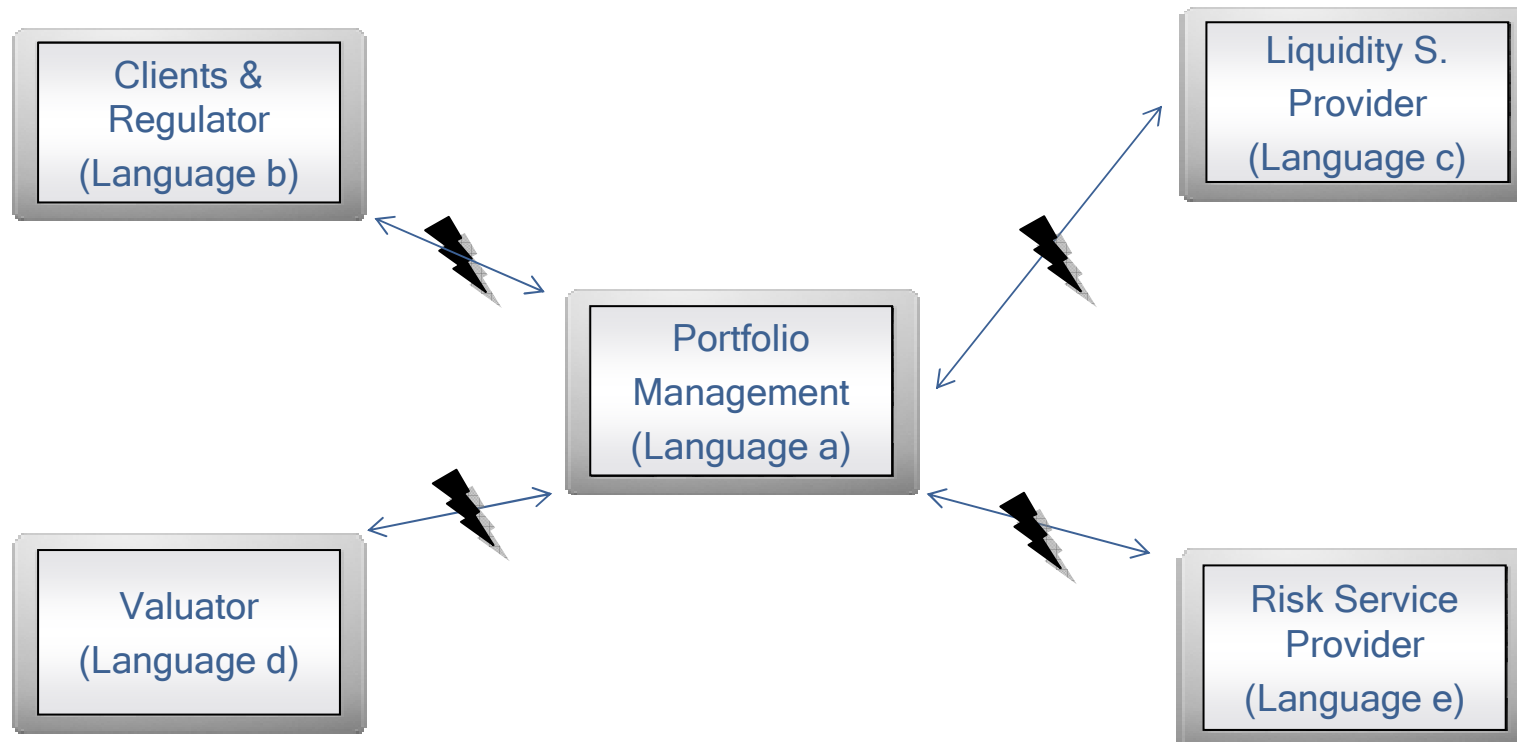 Clients &
Regulator
(Language b)
Liquidity S.
Provider
(Language c)
Portfolio
Management
(Language a)
Valuator
(Language d)
Risk Service
Provider
(Language e)